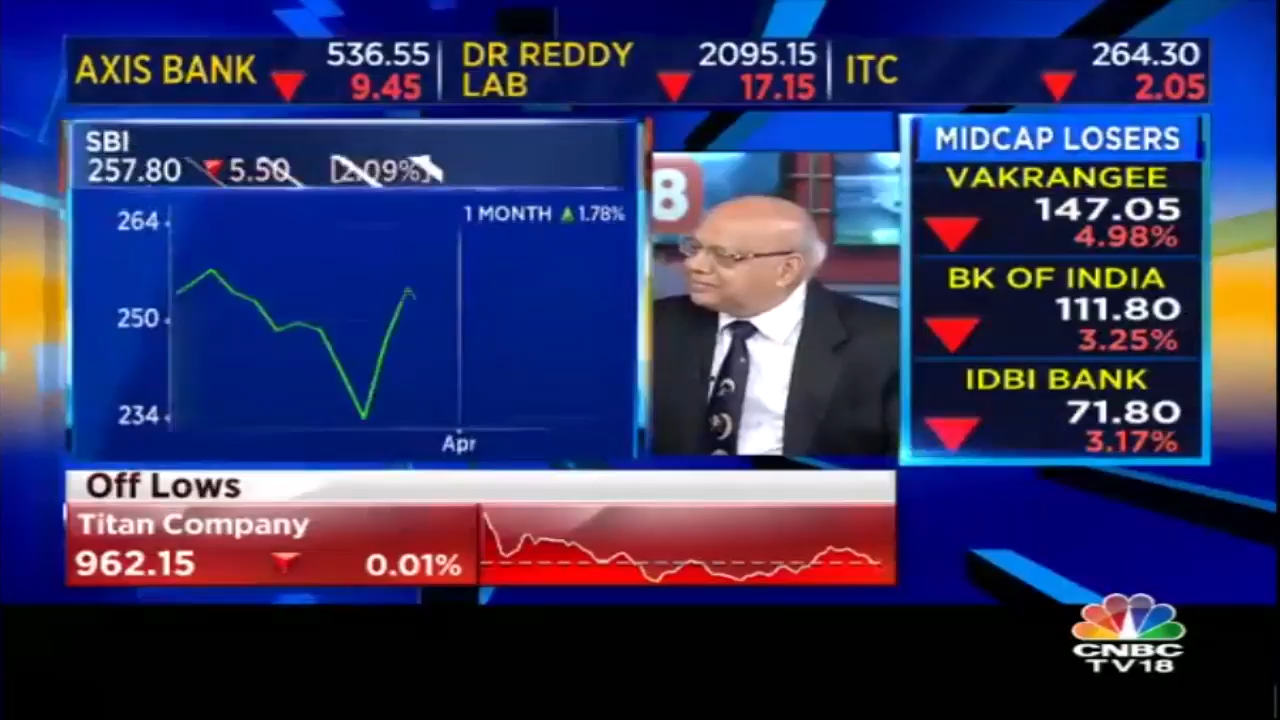 AXIS BANK 536.55 9.45
DR REDDY LAB 2095.15 17.15
ITC 264.30 2.05
SBI
257.80 5.50 [2.09%]
1 MONTH 1.78%
264
250
234
Apr
8
MIDCAP LOSERS
VAKRANGEE
147.05
4.98%
BK OF INDIA
111.80
3.25%
IDBI BANK
71.80
3.17%
Off Lows
Titan Company
962.15 0.01%
CNBC
TV18